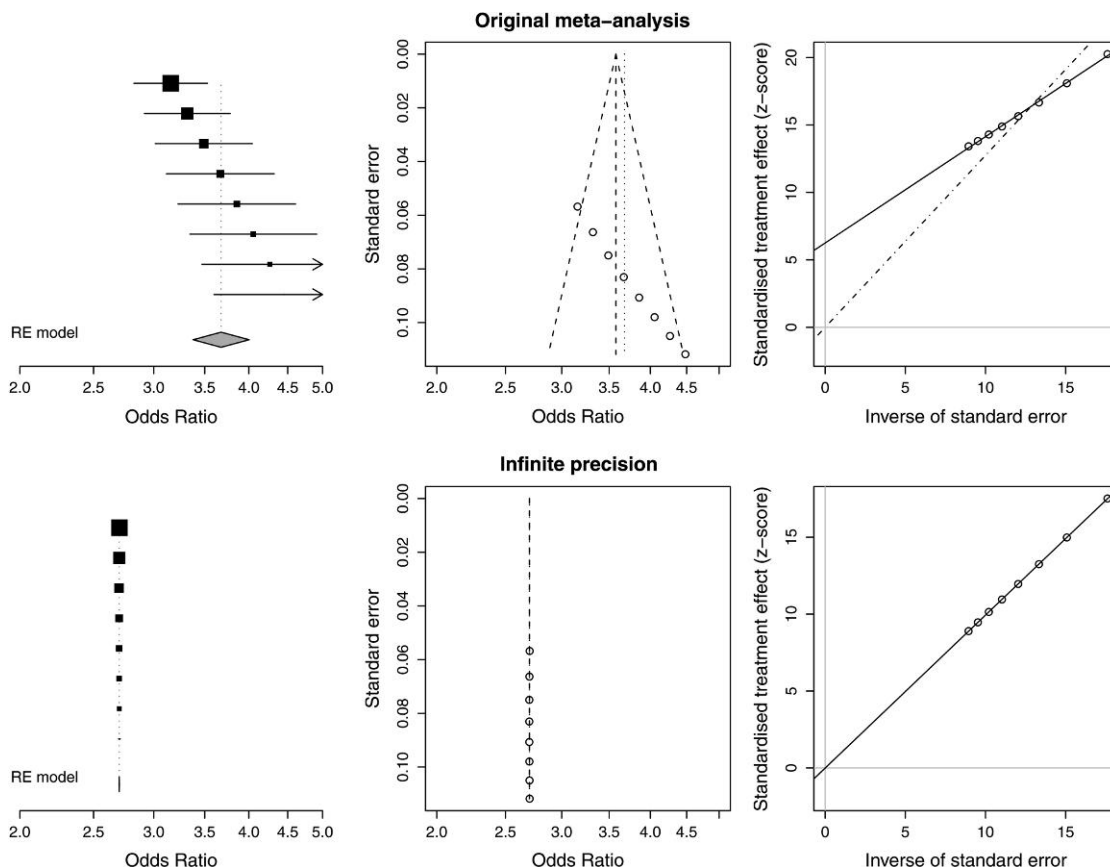 Original meta−analysis
RE model
2.0 2.5 3.0 3.5 4.0 4.5 5.0
Odds Ratio
Standard error
0.00
0.02
0.04
0.06
0.08
0.10
2.0 2.5 3.0 3.5 4.0 4.5
Odds Ratio
Standardised treatment effect (z−score)
20
15
10
5
0
0 5 10 15
Inverse of standard error
Infinite precision
RE model
2.0 2.5 3.0 3.5 4.0 4.5 5.0
Odds Ratio
Standard error
0.00
0.02
0.04
0.06
0.08
0.10
2.0 2.5 3.0 3.5 4.0 4.5
Odds Ratio
Standardised treatment effect (z−score)
15
10
5
0
0 5 10 15
Inverse of standard error